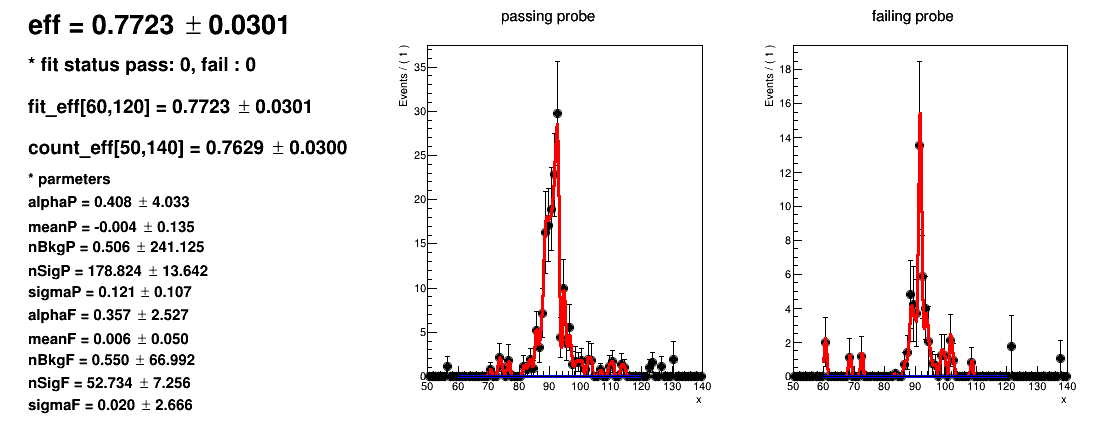 eff = 0.7723 ± 0.0301
* fit status pass: 0, fail : 0
fit_eff[60,120] = 0.7723 ± 0.0301
count_eff[50,140] = 0.7629 ± 0.0300
* parmeters
alphaP = 0.408 ± 4.033
meanP = -0.004 ± 0.135
nBkgP = 0.506 ± 241.125
nSigP = 178.824 ± 13.642
sigmaP = 0.121 ± 0.107
alphaF = 0.357 ± 2.527
meanF = 0.006 ± 0.050
nBkgF = 0.550 ± 66.992
nSigF = 52.734 ± 7.256
sigmaF = 0.020 ± 2.666
passing probe
Events / ( 1 )
35
30
25
20
15
10
5
0
50 60 70 80 90 100 110 120 130 140
x
failing probe
Events / ( 1 )
18
16
14
12
10
8
6
4
2
0
50 60 70 80 90 100 110 120 130 140
x